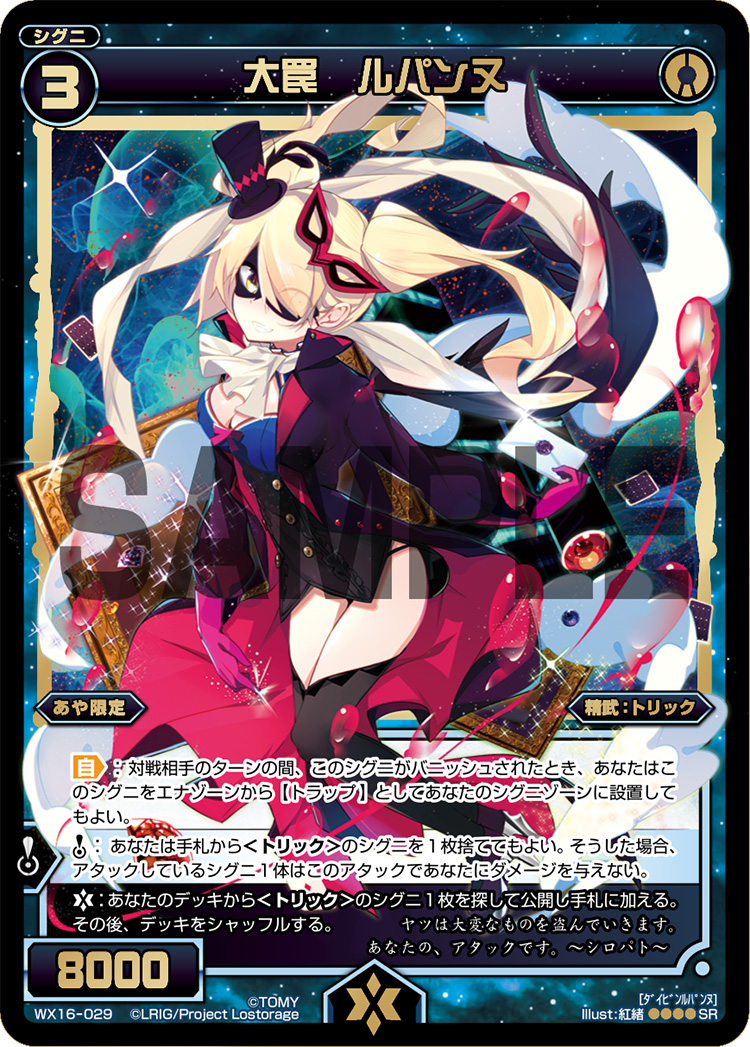 シグニ
3
大罠　ルパンヌ
SAMPLE
あや限定
精武：トリック
自：対戦相手のターンの間、このシグニがバニッシュされたとき、あなたはこ
のシグニをエナゾーンから【トラップ】としてあなたのシグニゾーンに設置して
もよい。
：あなたは手札から＜トリック＞のシグニを１枚捨ててもよい。そうした場合、
アタックしているシグニ１体はこのアタックであなたにダメージを与えない。
：あなたのデッキから＜トリック＞のシグニ１枚を探して公開し手札に加える。
その後、デッキをシャッフルする。
ヤツは大変なものを盗んでいきます。
あなたの、アタックです。～シロパト～
8000
WX16-029
©TOMY
©LRIG/Project Lostorage
[ﾀﾞｲﾋﾞﾝﾙﾊﾟﾝﾇ]
Illust:紅緒 ●●●●SR